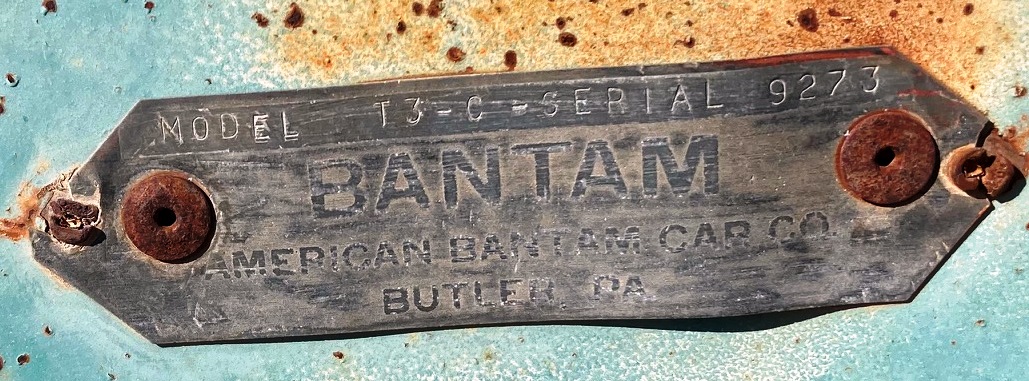 MODEL T3-C-SERIAL 9273
BANTAM
AMERICAN BANTAM CAR CO.
BUTLER, PA